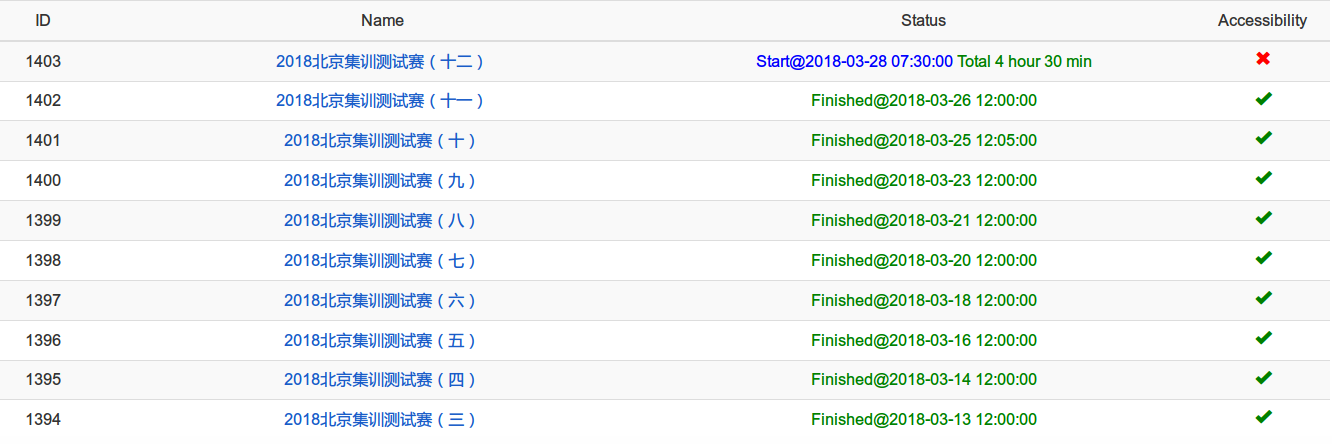 ID Name Status Accessibility
1403 2018北京集训测试赛（十二） Start@2018-03-28 07:30:00 Total 4 hour 30 min
1402 2018北京集训测试赛（十一） Finished@2018-03-26 12:00:00
1401 2018北京集训测试赛（十） Finished@2018-03-25 12:05:00
1400 2018北京集训测试赛（九） Finished@2018-03-23 12:00:00
1399 2018北京集训测试赛（八） Finished@2018-03-21 12:00:00
1398 2018北京集训测试赛（七） Finished@2018-03-20 12:00:00
1397 2018北京集训测试赛（六） Finished@2018-03-18 12:00:00
1396 2018北京集训测试赛（五） Finished@2018-03-16 12:00:00
1395 2018北京集训测试赛（四） Finished@2018-03-14 12:00:00
1394 2018北京集训测试赛（三） Finished@2018-03-13 12:00:00